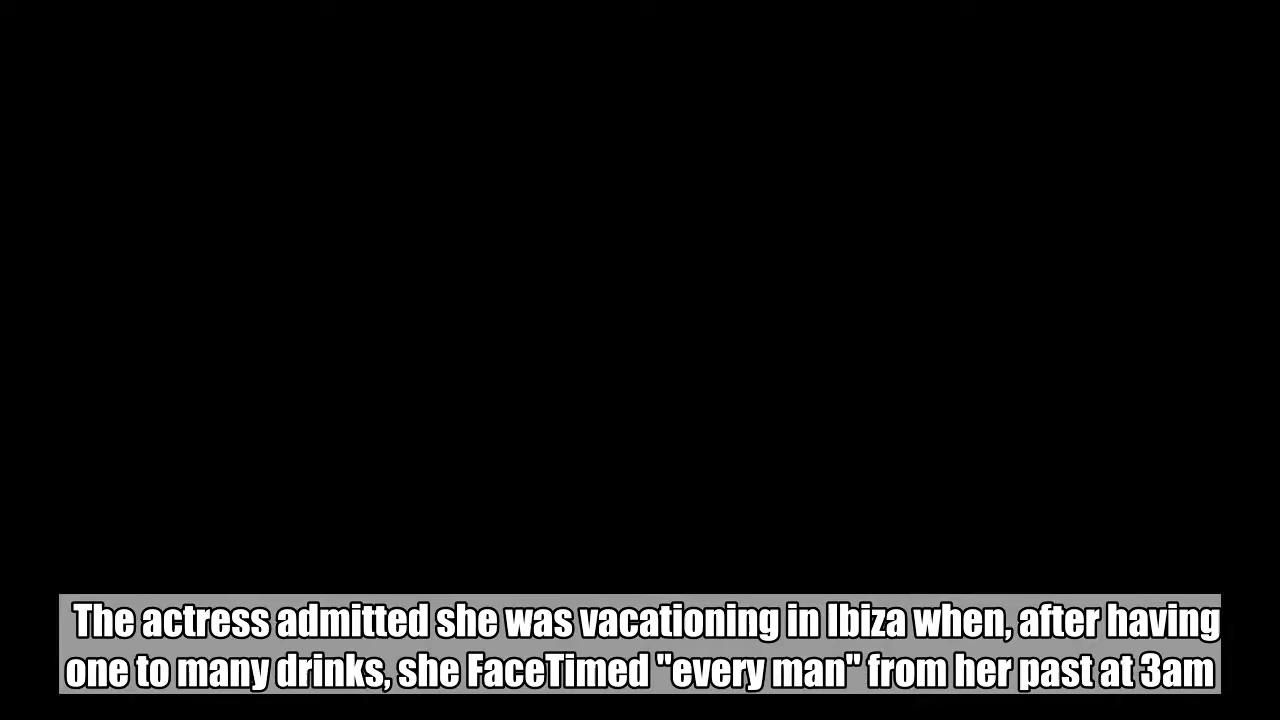 The actress admitted she was vacationing in Ibiza when, after having
one to many drinks, she FaceTimed "every man" from her past at 3am